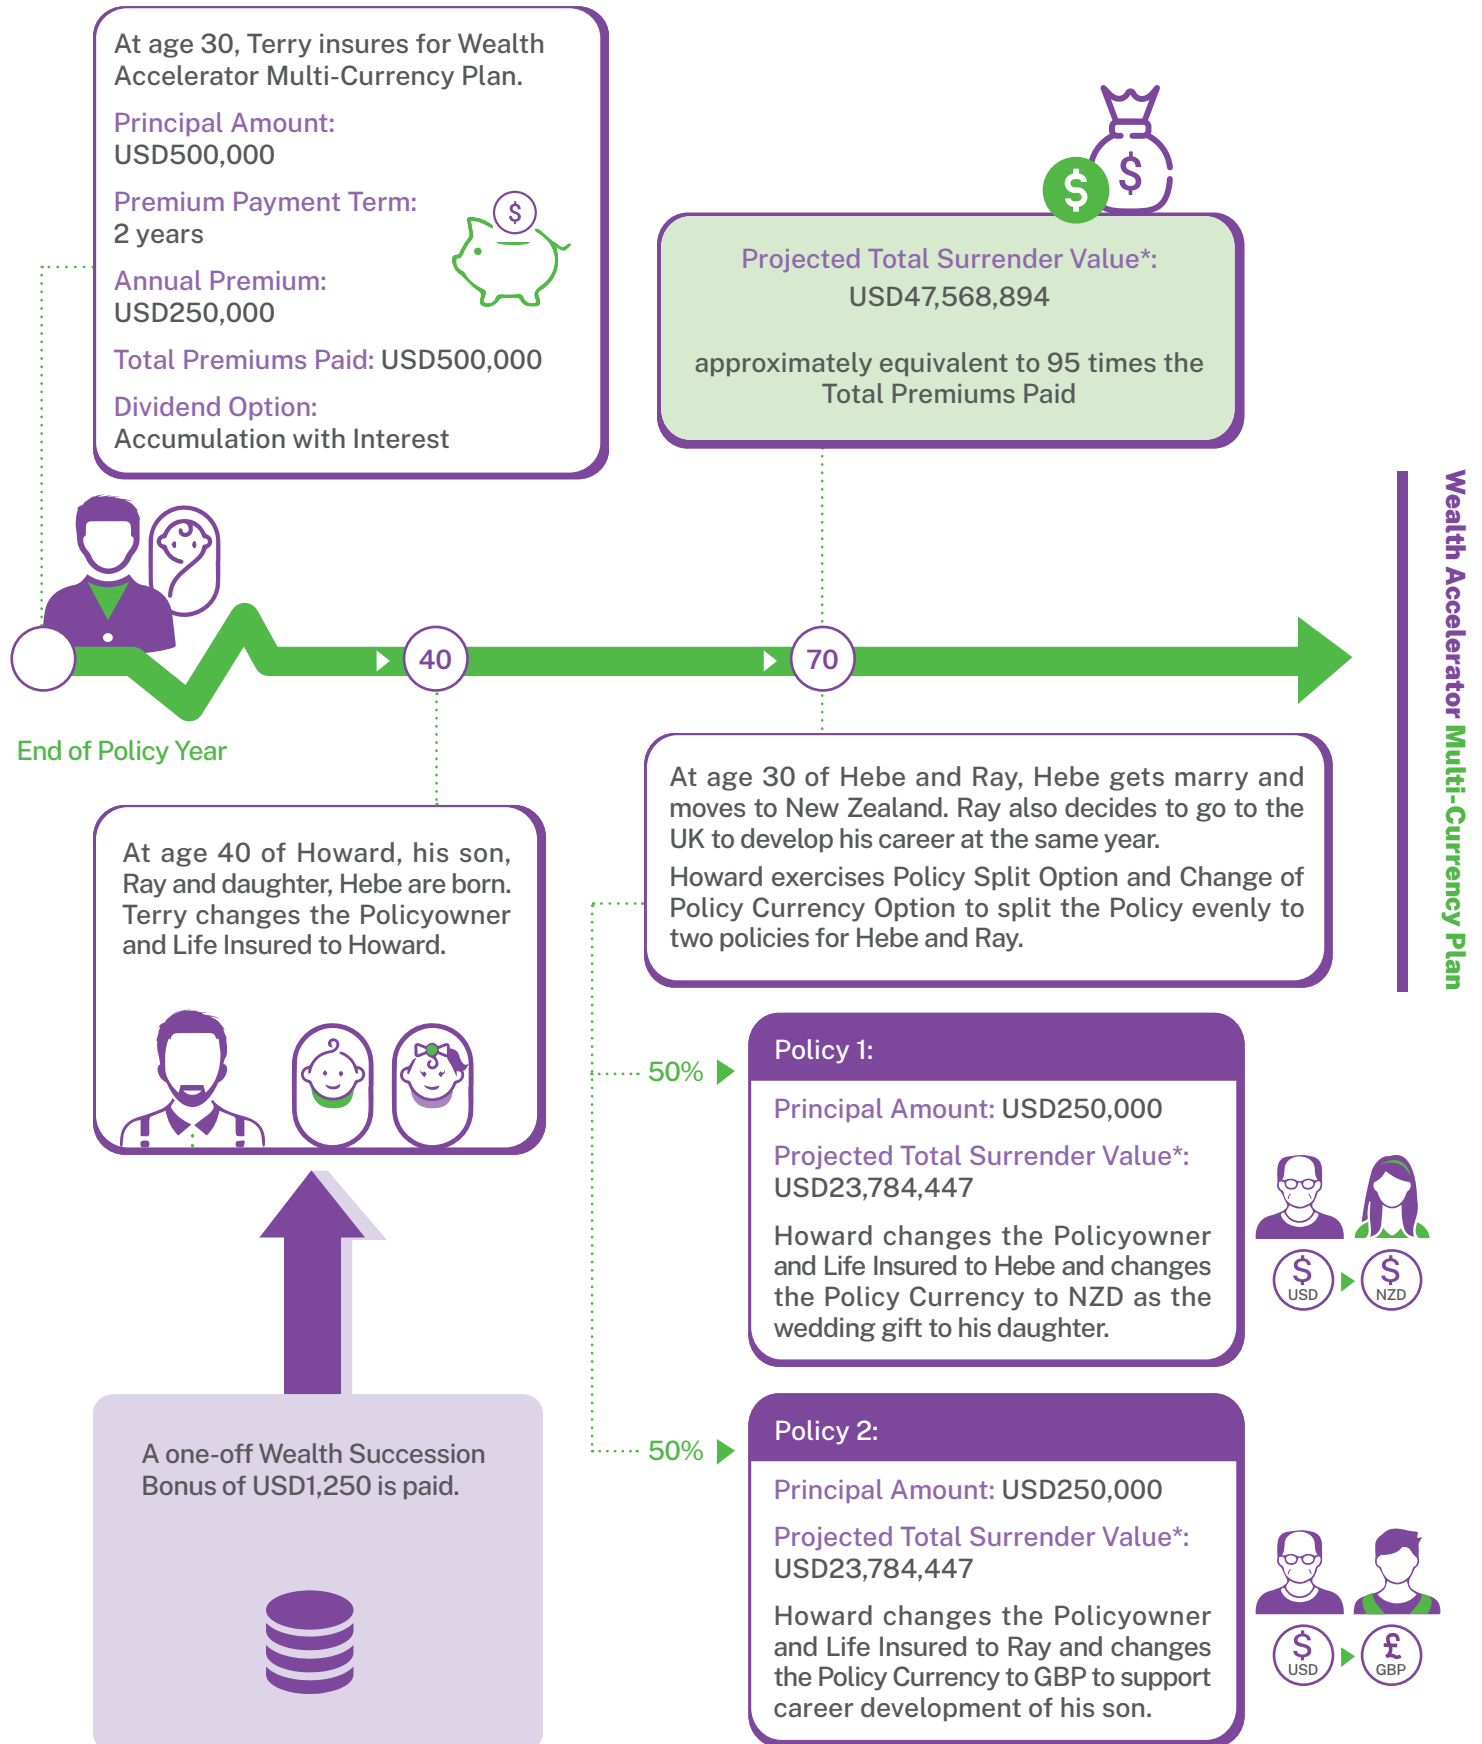 At age 30, Terry insures for Wealth
Accelerator Multi-Currency Plan.
Principal Amount:
USD500,000
Premium Payment Term:
2 years
Annual Premium:
USD250,000
Total Premiums Paid: USD500,000
Dividend Option:
Accumulation with Interest
$
$
$
Projected Total Surrender Value*:
USD47,568,894
approximately equivalent to 95 times the
Total Premiums Paid
Wealth Accelerator Multi-Currency Plan
40
70
End of Policy Year
At age 40 of Howard, his son,
Ray and daughter, Hebe are born.
Terry changes the Policyowner
and Life Insured to Howard.
A one-off Wealth Succession
Bonus of USD1,250 is paid.
At age 30 of Hebe and Ray, Hebe gets marry and
moves to New Zealand. Ray also decides to go to the
UK to develop his career at the same year.
Howard exercises Policy Split Option and Change of
Policy Currency Option to split the Policy evenly to
two policies for Hebe and Ray.
50%
Policy 1:
Principal Amount: USD250,000
Projected Total Surrender Value*:
USD23,784,447
Howard changes the Policyowner
and Life Insured to Hebe and changes
the Policy Currency to NZD as the
wedding gift to his daughter.
$ $
USD NZD
50%
Policy 2:
Principal Amount: USD250,000
Projected Total Surrender Value*:
USD23,784,447
Howard changes the Policyowner
and Life Insured to Ray and changes
the Policy Currency to GBP to support
career development of his son.
$ £
USD GBP